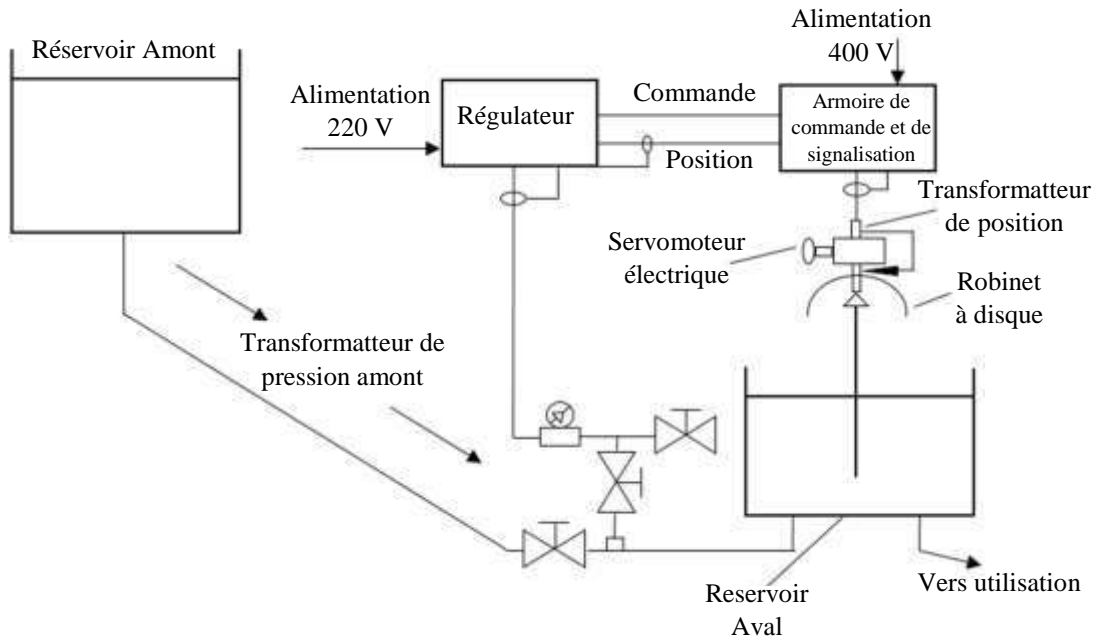 Alimentation
400 V
Réservoir Amont
Alimentation
220 V
Régulateur
Commande
Position
Armoire de
commande et de
signalisation
Transformatteur
de position
Servomoteur
électrique
Robinet
à disque
Transformatteur de
pression amont
Reservoir
Aval
Vers utilisation